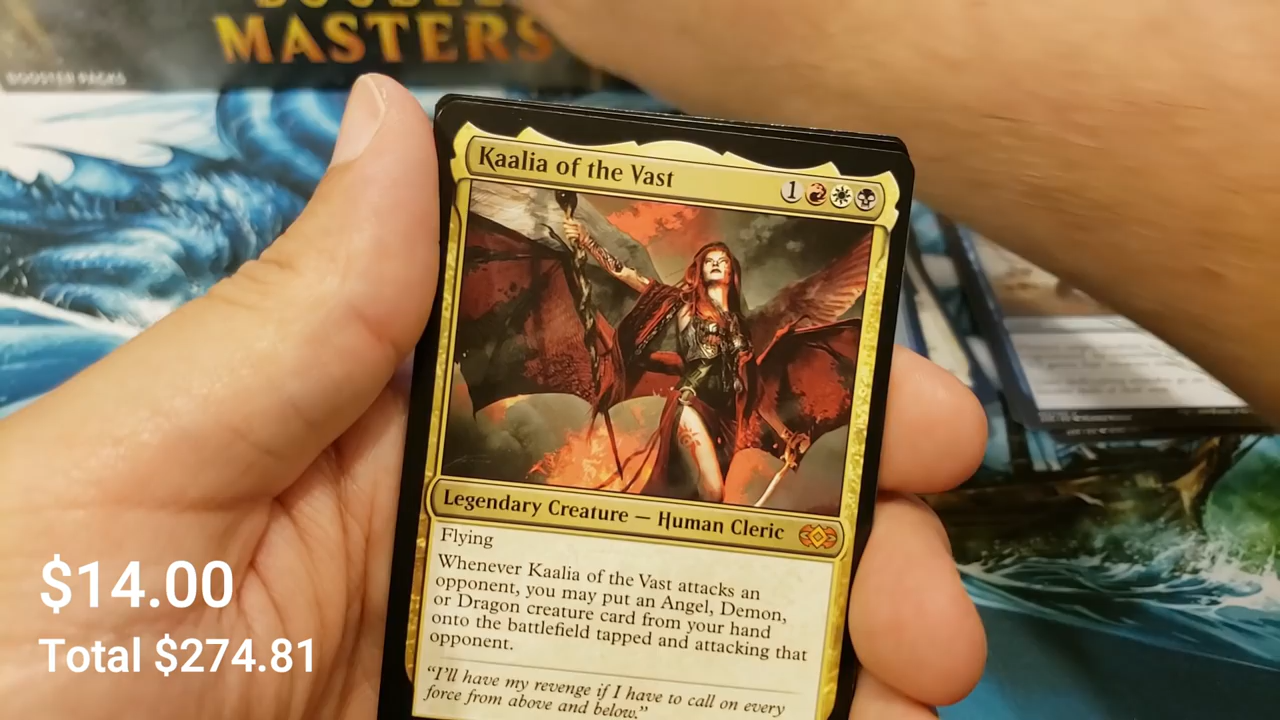 MASTERS
BOOSTER PACKS
Kaalia of the Vast
1
Legendary Creature — Human Cleric
Flying
Whenever Kaalia of the Vast attacks an
opponent, you may put an Angel, Demon,
or Dragon creature card from your hand
onto the battlefield tapped and attacking that
opponent.
“I’ll have my revenge if I have to call on every
force from above and below.”
$14.00
Total $274.81